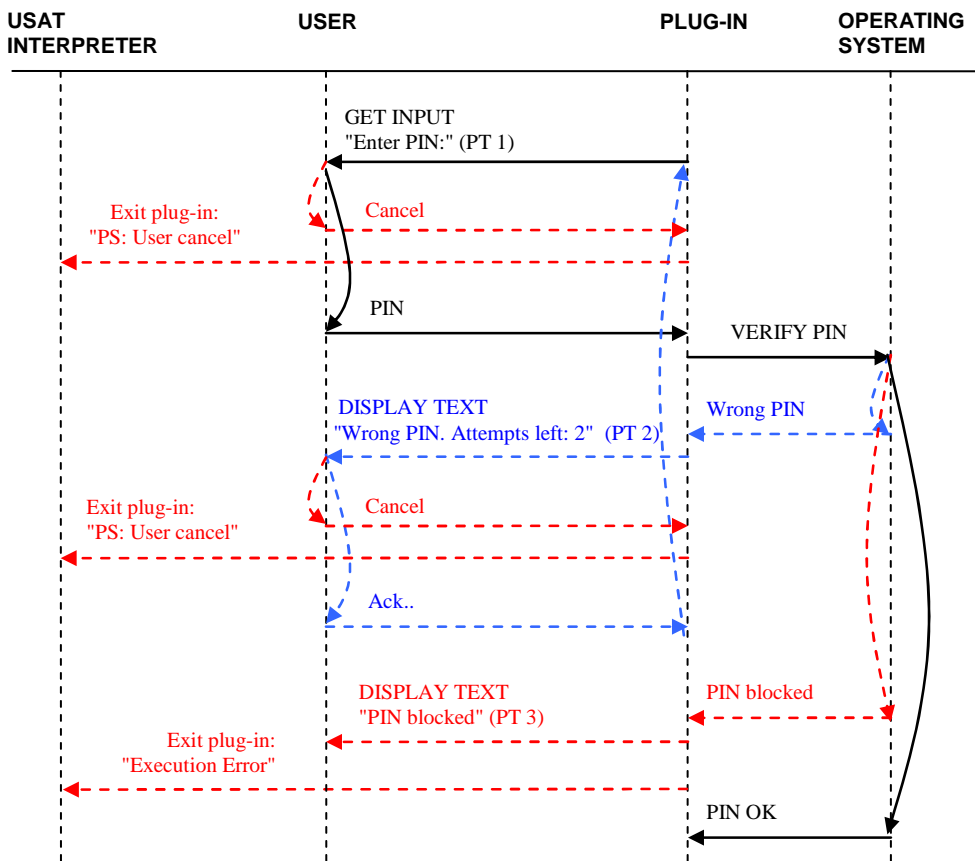 USAT
INTERPRETER
USER
PLUG-IN
OPERATING
SYSTEM
GET INPUT
"Enter PIN:" (PT 1)
Exit plug-in:
"PS: User cancel"
Cancel
PIN
VERIFY PIN
DISPLAY TEXT
"Wrong PIN. Attempts left: 2" (PT 2)
Wrong PIN
Exit plug-in:
"PS: User cancel"
Cancel
Ack..
DISPLAY TEXT
"PIN blocked" (PT 3)
PIN blocked
Exit plug-in:
"Execution Error"
PIN OK